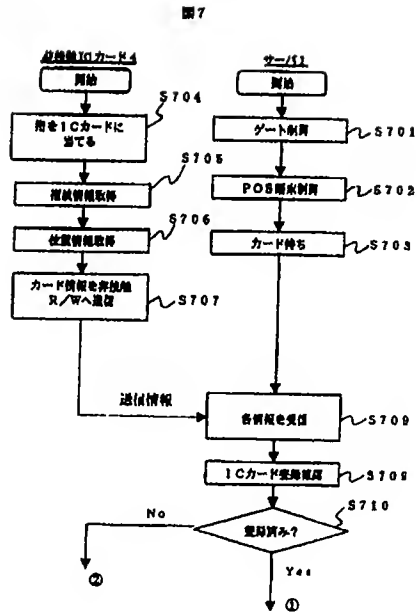 図7
非接触ICカード4
サーバ1
開始
開始
S704
指をICカードに
当てる
ゲート制御
S701
S705
指紋情報取得
POS端末制御
S702
S706
位置情報取得
カード待ち
S703
カード情報を非接触
R/Wへ送信
S707
送信情報
各情報を受信
S709
ICカード登録確認
S709
S710
登録済み?
No
Yes
②
①